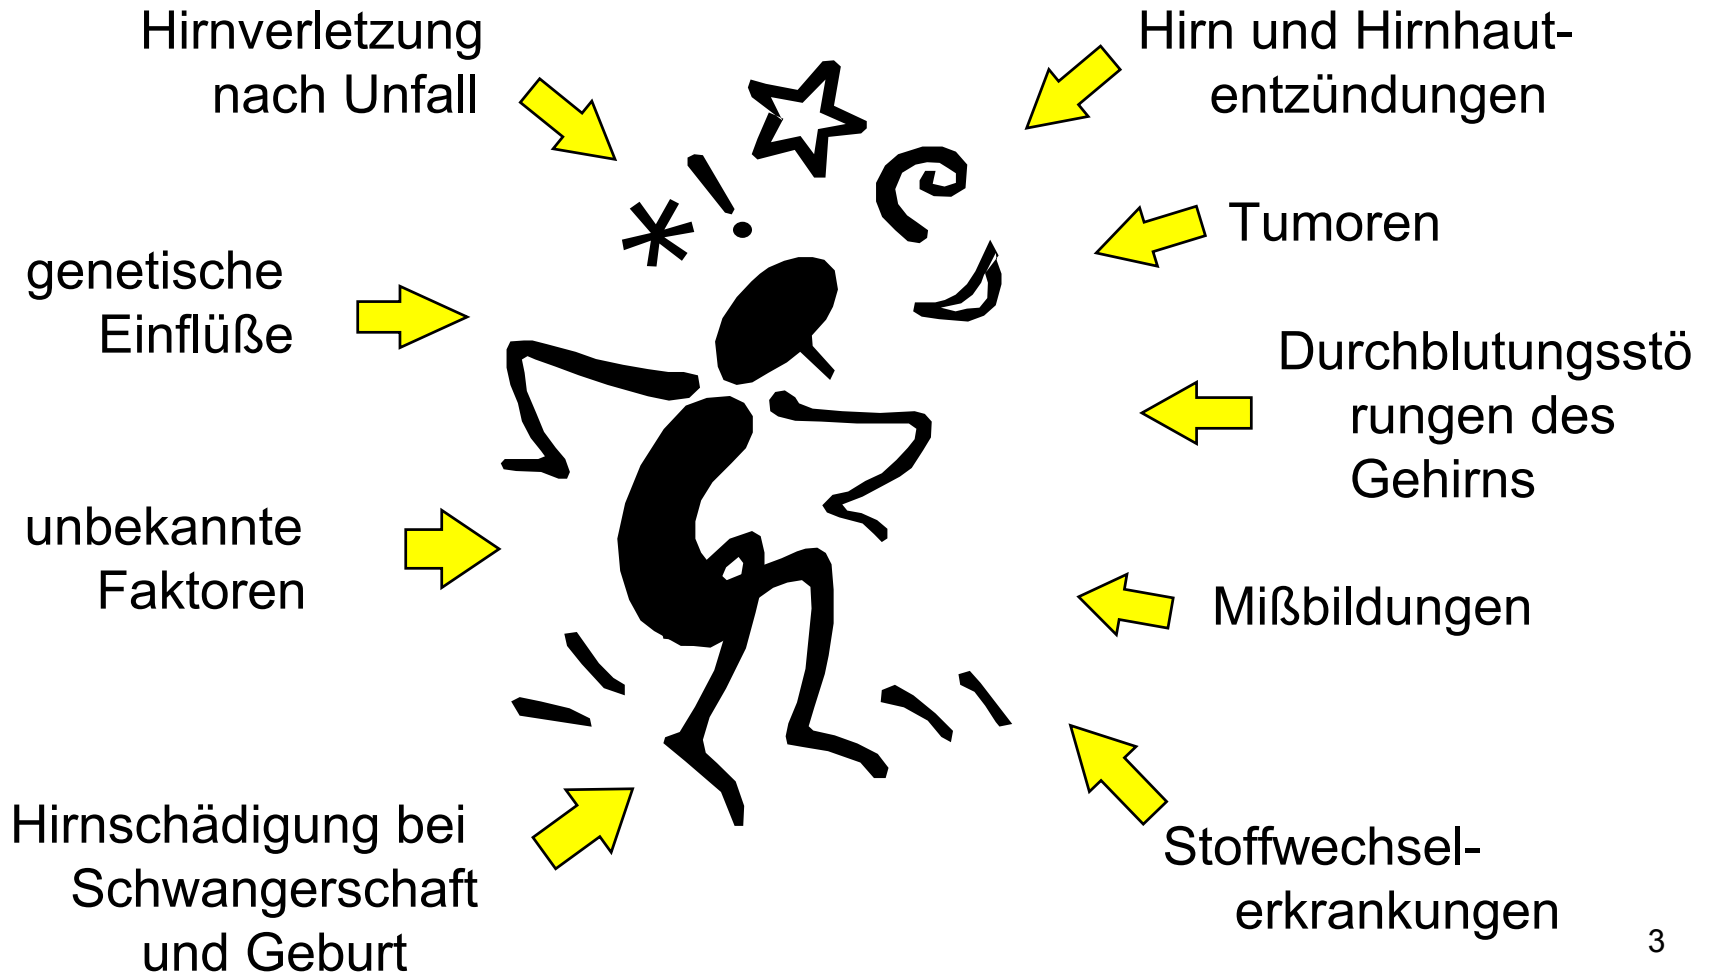 Hirnverletzung
nach Unfall
Hirn und Hirnhaut-
entzündungen
Tumoren
genetische
Einflüße
Durchblutungsstö
rungen des
Gehirns
unbekannte
Faktoren
Mißbildungen
Hirnschädigung bei
Schwangerschaft
und Geburt
Stoffwechsel-
erkrankungen
3